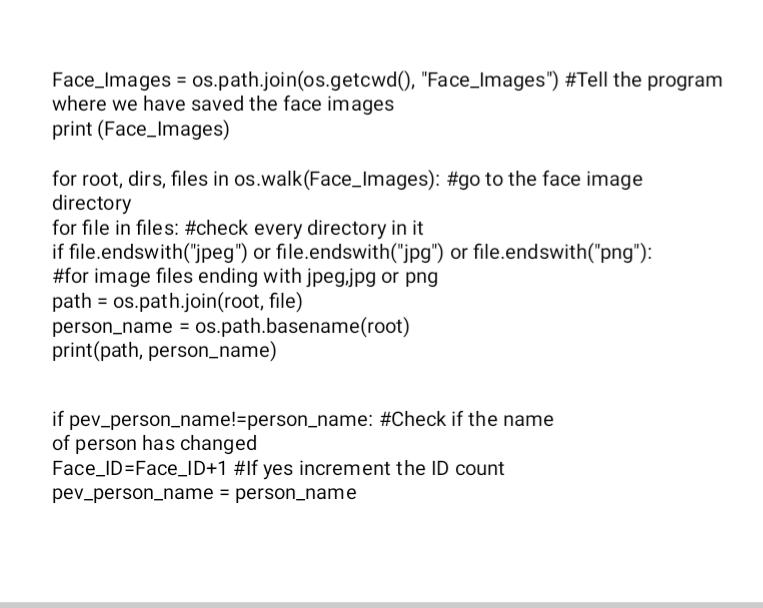 Face_Images = os.path.join(os.getcwd(), "Face_Images") #Tell the program
where we have saved the face images
print (Face_Images)
for root, dirs, files in os.walk(Face_Images): #go to the face image
directory
for file in files: #check every directory in it
if file.endswith("jpeg") or file.endswith("jpg") or file.endswith("png"):
#for image files ending with jpeg,jpg or png
path = os.path.join(root, file)
person_name = os.path.basename(root)
print(path, person_name)
if pev_person_name!=person_name: #Check if the name
of person has changed
Face_ID=Face_ID+1 #If yes increment the ID count
pev_person_name = person_name